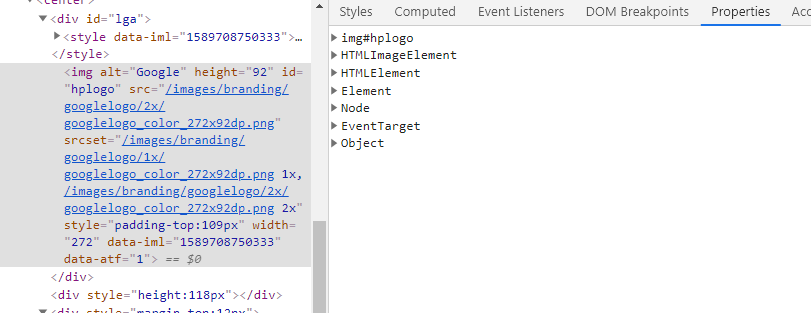 <center>
<div id="lga">
<style data-iml="1589708750333">…
</style>
<img alt="Google" height="92" id=
"hplogo" src="/images/branding/
googlelogo/2x/
googlelogo_color_272x92dp.png"
srcset="/images/branding/
googlelogo/1x/
googlelogo_color_272x92dp.png 1x,
/images/branding/googlelogo/2x/
googlelogo_color_272x92dp.png 2x"
style="padding-top:109px" width=
"272" data-iml="1589708750333"
data-atf="1"> == $0
</div>
<div style="height:118px"></div>
<div style="margin-top:12px">
Styles Computed Event Listeners DOM Breakpoints Properties Acc
img#hplogo
HTMLImageElement
HTMLElement
Element
Node
EventTarget
Object